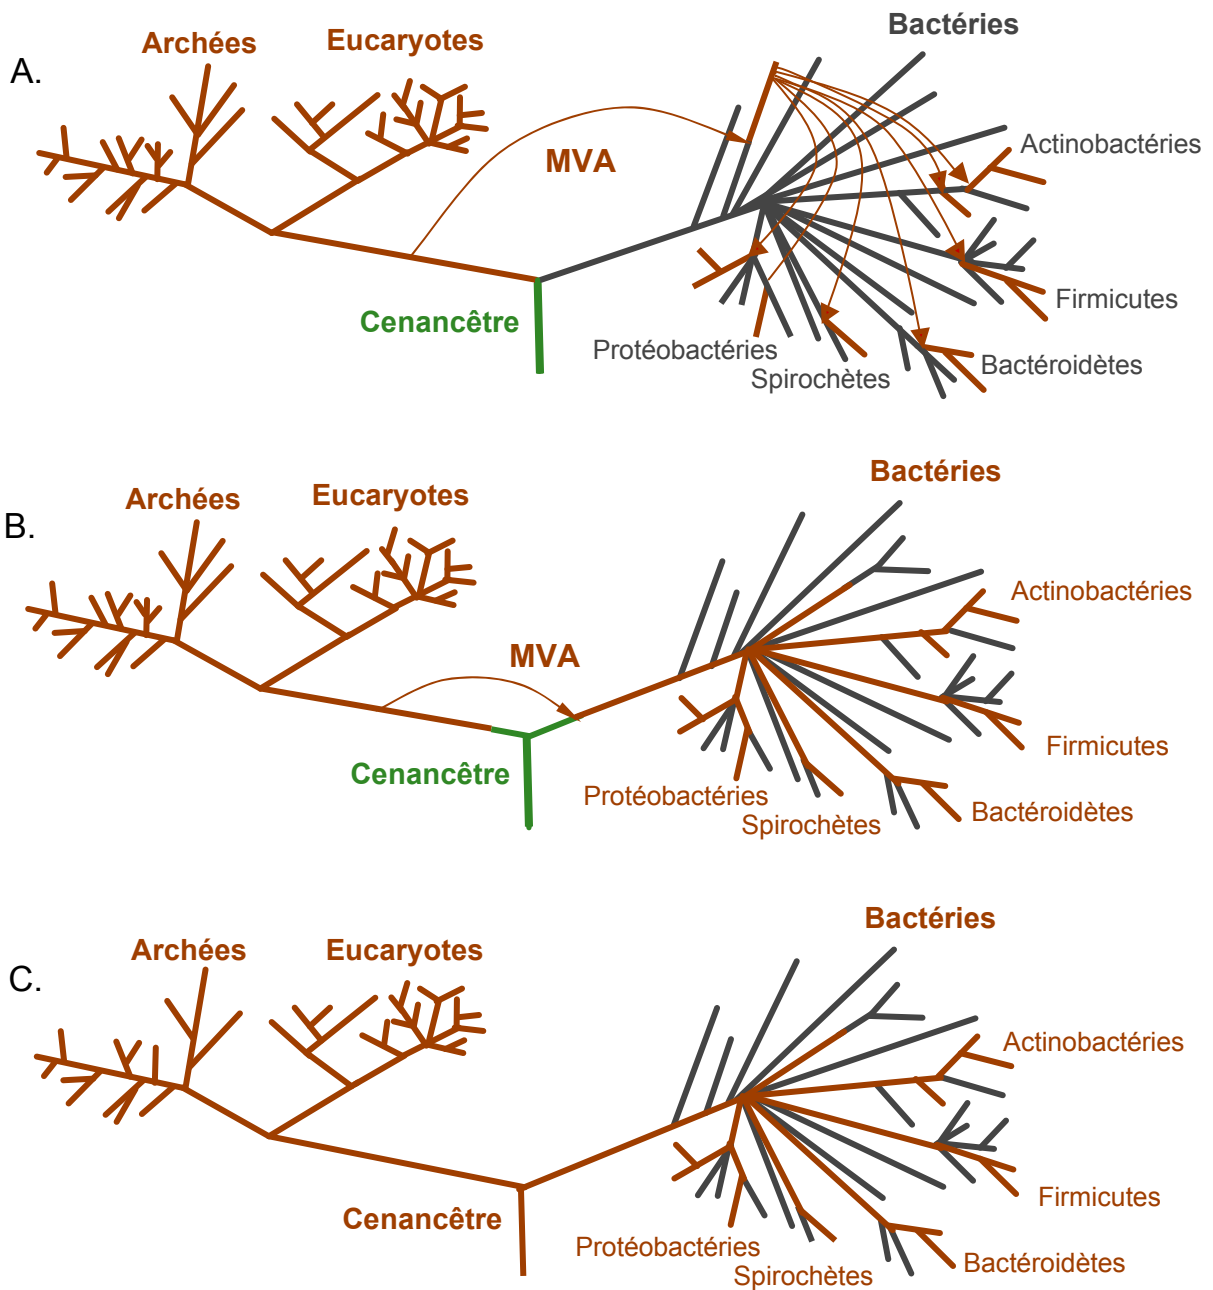 A.
Archées
Eucaryotes
Bactéries
MVA
Actinobactéries
Cenancêtre
Firmicutes
Protéobactéries
Spirochètes
Bactéroidètes
B.
Archées
Eucaryotes
Bactéries
MVA
Actinobactéries
Cenancêtre
Firmicutes
Protéobactéries
Spirochètes
Bactéroidètes
C.
Archées
Eucaryotes
Bactéries
Actinobactéries
Cenancêtre
Firmicutes
Protéobactéries
Spirochètes
Bactéroidètes